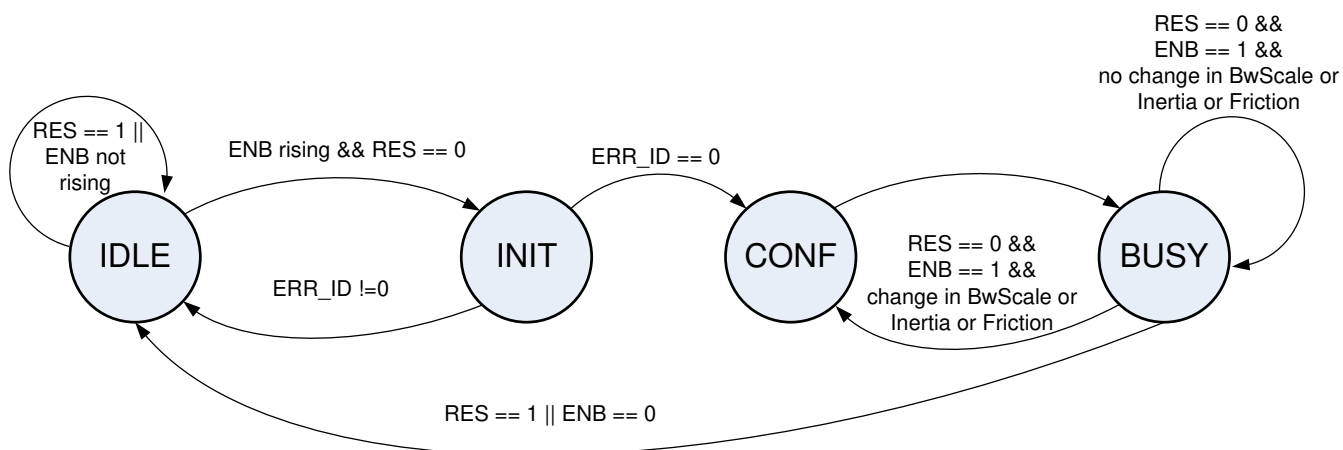 RES == 0 &&
ENB == 1 &&
no change in BwScale or
Inertia or Friction
RES == 1 ||
ENB not
rising
ENB rising && RES == 0
ERR_ID == 0
IDLE
INIT
CONF
BUSY
ERR_ID !=0
RES == 0 &&
ENB == 1 &&
change in BwScale or
Inertia or Friction
RES == 1 || ENB == 0